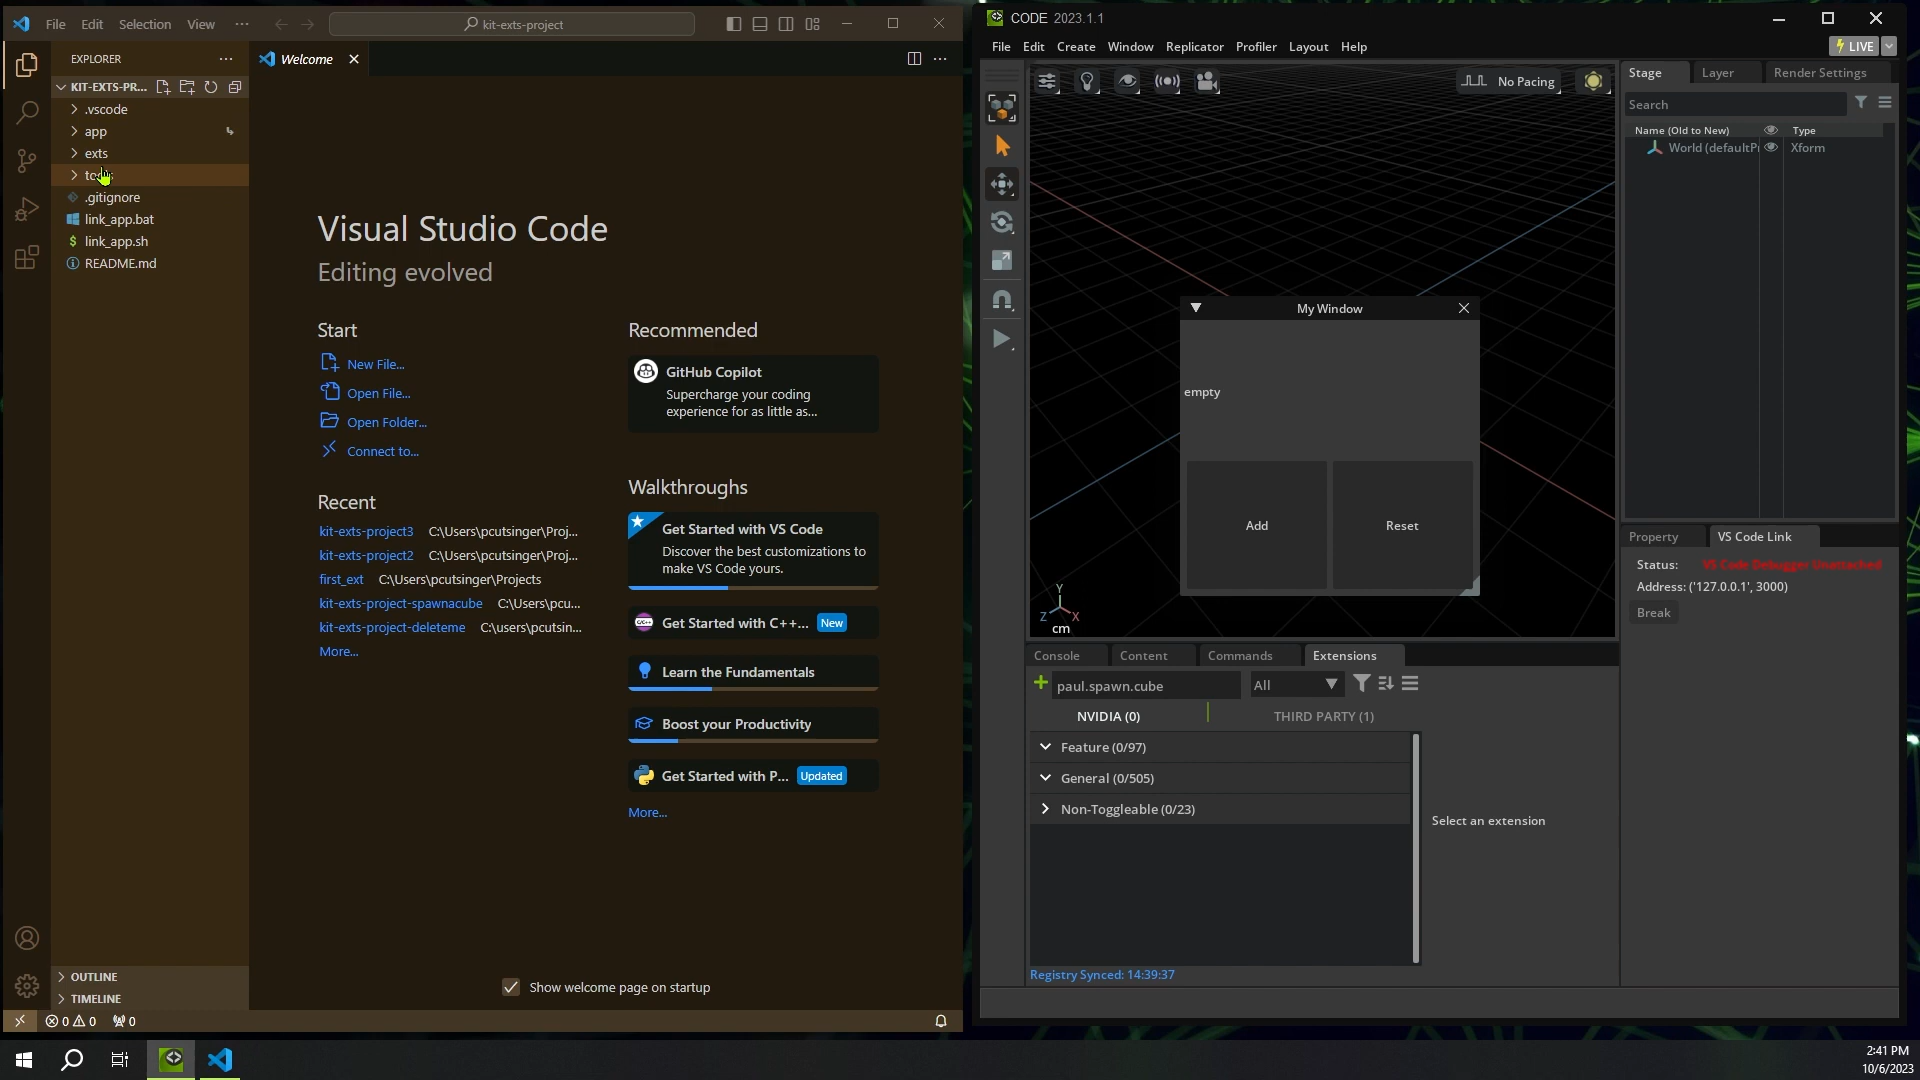 File Edit Selection View ··· kit-exts-project
EXPLORER
Welcome
KIT-EXTS-PR...
.vscode
app
exts
.gitignore
link_app.bat
link_app.sh
README.md
OUTLINE
TIMELINE
Visual Studio Code
Editing evolved
Start
New File...
Open File...
Open Folder...
Connect to...
Recent
kit-exts-project3 C:\Users\pcutsinger\Proj...
kit-exts-project2 C:\Users\pcutsinger\Proj...
first_ext C:\Users\pcutsinger\Projects
kit-exts-project-spawnacube C:\Users\pcu...
kit-exts-project-deleteme C:\users\pcutsin...
More...
Recommended
GitHub Copilot
Supercharge your coding
experience for as little as...
Walkthroughs
Get Started with VS Code
Discover the best customizations to
make VS Code yours.
Get Started with C++... New
Learn the Fundamentals
Boost your Productivity
Get Started with P... Updated
More...
Show welcome page on startup
0 0 0
CODE 2023.1.1
File Edit Create Window Replicator Profiler Layout Help
LIVE
No Pacing
My Window
empty
Add Reset
Y
Z X
cm
Stage Layer Render Settings
Search
Name (Old to New) Type
World (defaultPr Xform
Property VS Code Link
Status: VS Code Debugger Unattached
Address: ('127.0.0.1', 3000)
Break
Console Content Commands Extensions
paul.spawn.cube All
NVIDIA (0) THIRD PARTY (1)
Feature (0/97)
General (0/505)
Non-Toggleable (0/23)
Select an extension
Registry Synced: 14:39:37
2:41 PM
10/6/2023